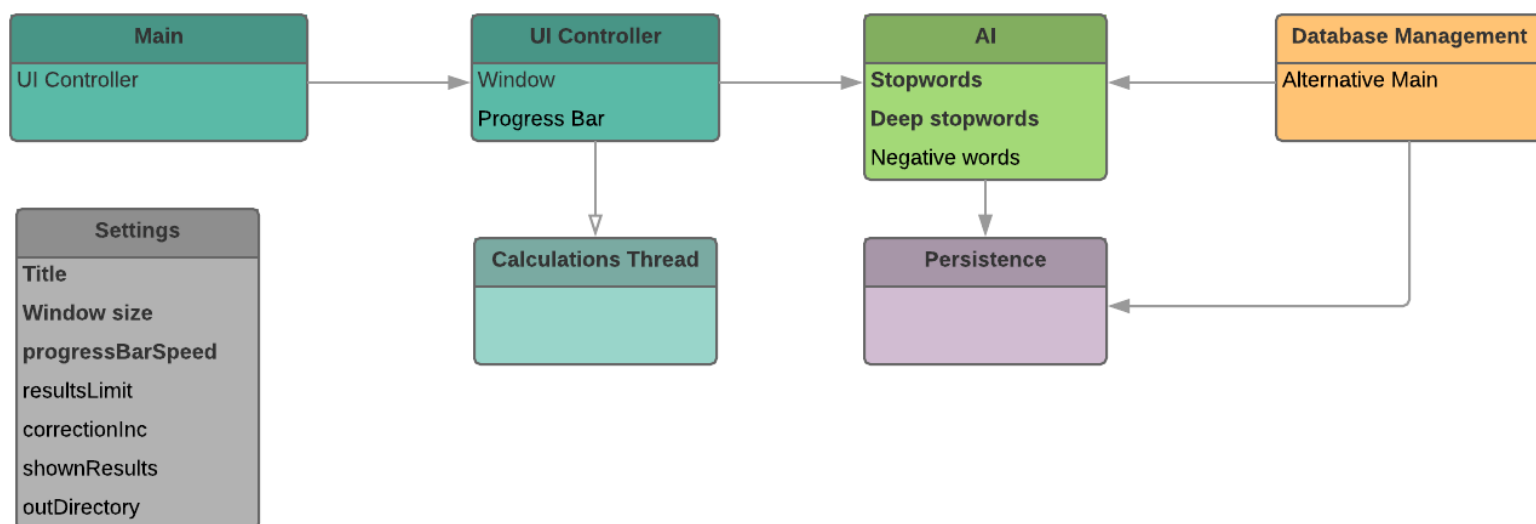 Main
UI Controller
UI Controller
Window
Progress Bar
AI
Stopwords
Deep stopwords
Negative words
Database Management
Alternative Main
Settings
Title
Window size
progressBarSpeed
resultsLimit
correctionInc
shownResults
outDirectory
Calculations Thread
Persistence